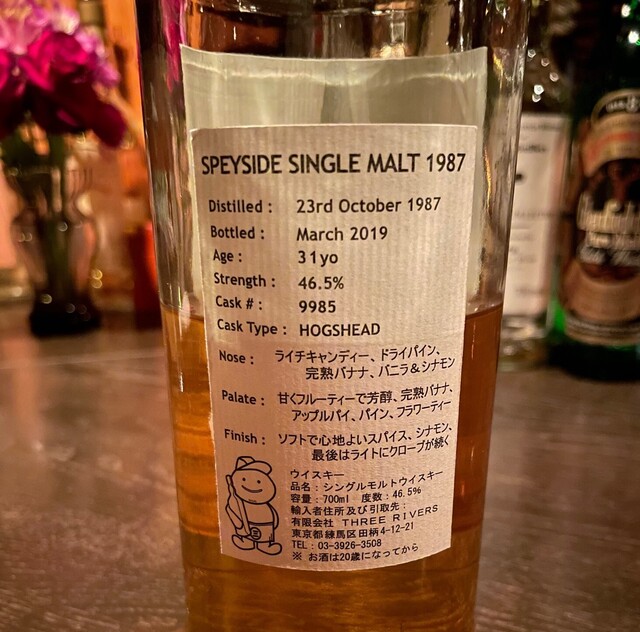 SPEYSIDE SINGLE MALT 1987
Distilled : 23rd October 1987
Bottled : March 2019
Age : 31yo
Strength : 46.5%
Cask # : 9985
Cask Type : HOGSHEAD
Nose : ライチキャンディー、ドライパイン、
完熟バナナ、バニラ＆シナモン
Palate : 甘くフルーティーで芳醇、完熟バナナ、
アップルパイ、パイン、フラワーティー
Finish : ソフトで心地よいスパイス、シナモン、
最後はライトにクローブが続く
ウイスキー
品名：シングルモルトウイスキー
容量：700ml 度数：46.5%
輸入者住所及び引取先：
有限会社 THREE RIVERS
東京都練馬区田柄4-12-21
TEL：03-3926-3508
※ お酒は20歳になってから